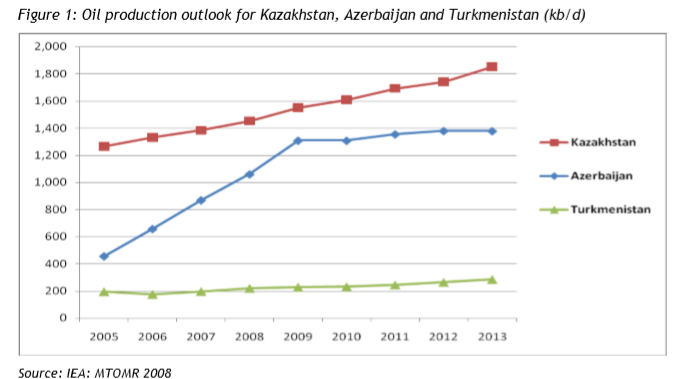 Figure 1: Oil production outlook for Kazakhstan, Azerbaijan and Turkmenistan (kb/d)
2,000
1,800
1,600
1,400
1,200
1,000
800
600
400
200
0
2005 2006 2007 2008 2009 2010 2011 2012 2013
Kazakhstan
Azerbaijan
Turkmenistan
Source: IEA: MTOMR 2008